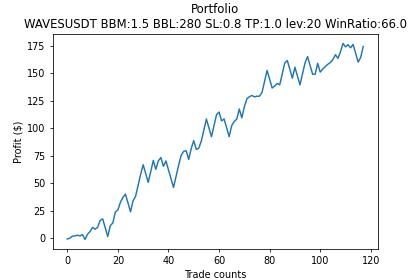 Portfolio
WAVESUSDT BBM:1.5 BBL:280 SL:0.8 TP:1.0 lev:20 WinRatio:66.0
175
150
125
100
75
50
25
0
Profit ($)
0 20 40 60 80 100 120
Trade counts